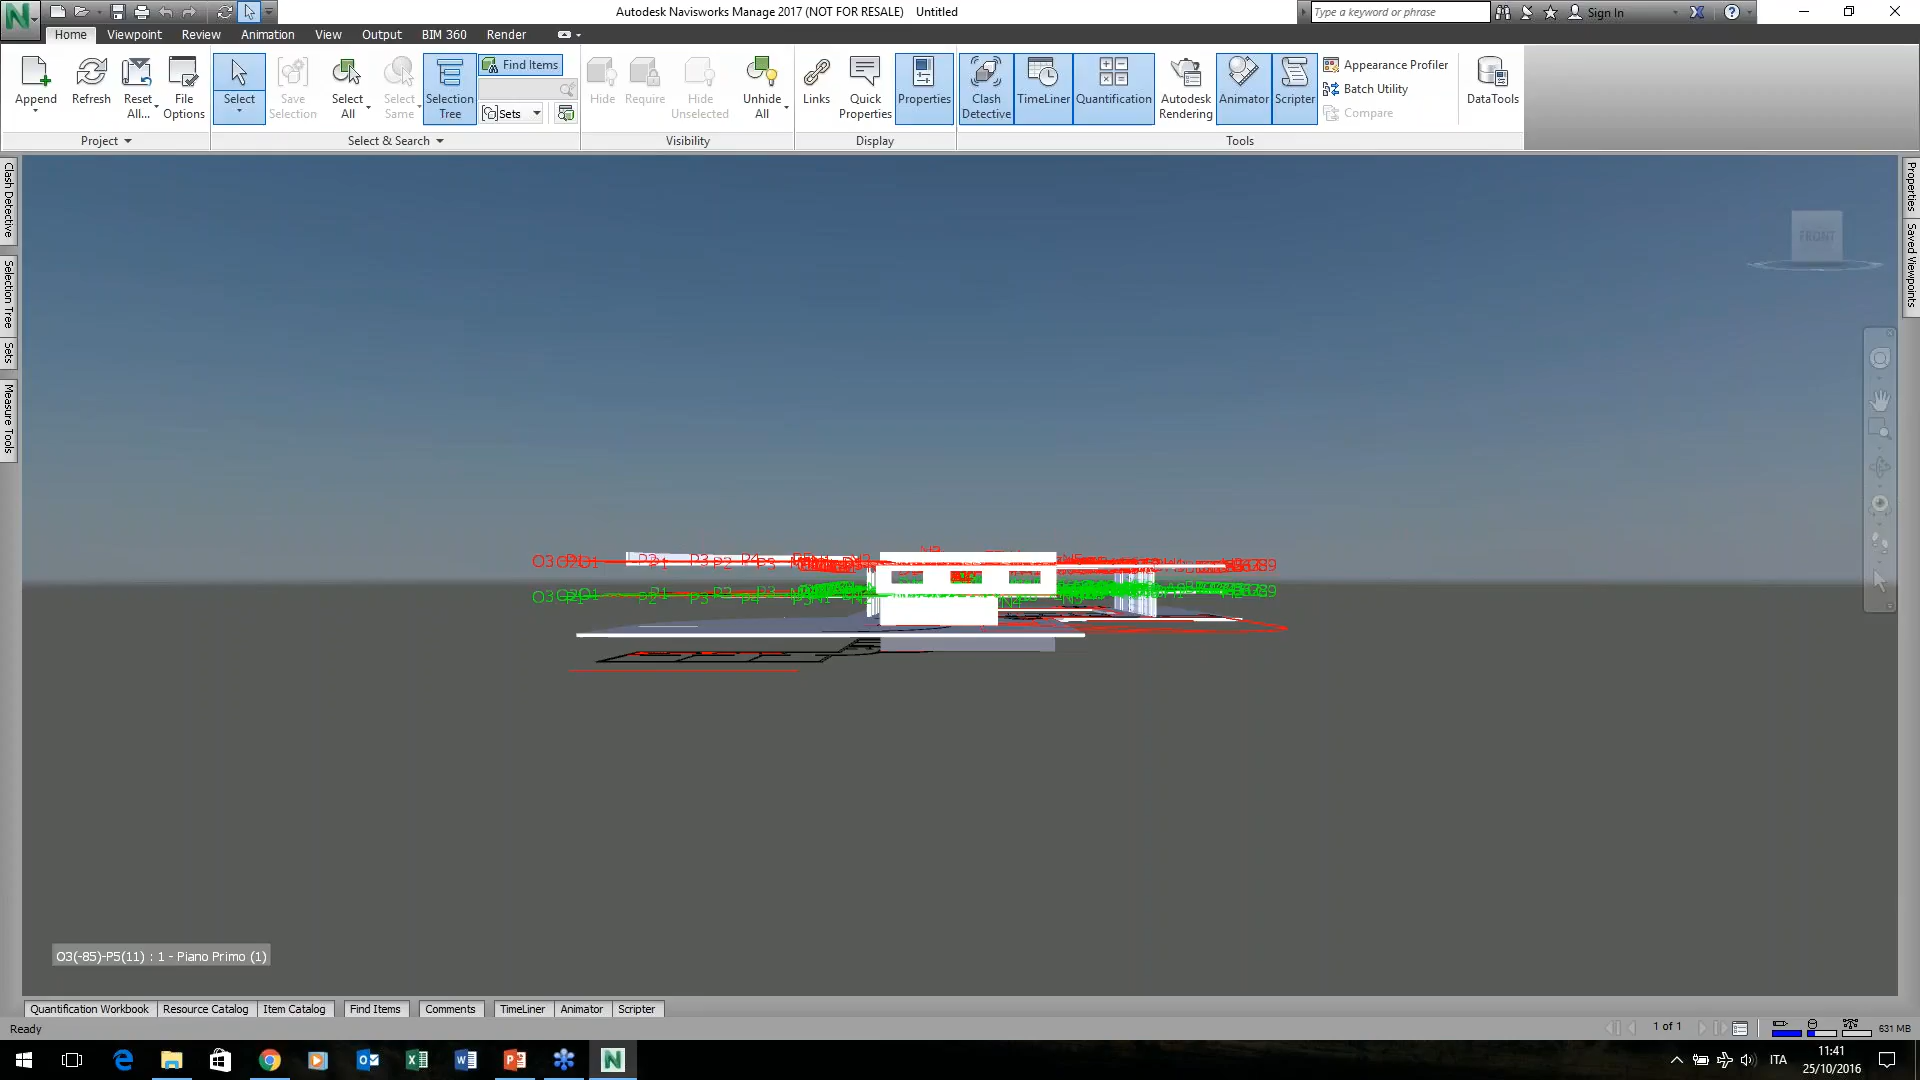 Autodesk Navisworks Manage 2017 (NOT FOR RESALE) Untitled
Type a keyword or phrase
Sign In
Home Viewpoint Review Animation View Output BIM 360 Render
Append
Refresh
Reset All...
File Options
Select
Save Selection
Select All
Select Same
Selection Tree
Find Items
Sets
Hide
Require
Hide Unselected
Unhide All
Links
Quick Properties
Properties
Clash Detective
TimeLiner
Quantification
Autodesk Rendering
Animator
Scripter
Appearance Profiler
Batch Utility
Compare
DataTools
Project
Select & Search
Visibility
Display
Tools
Clash Detective
Selection Tree
Sets
Measure Tools
Properties
Saved Viewpoints
FRONT
O3(-85)-P5(11) : 1 - Piano Primo (1)
Quantification Workbook Resource Catalog Item Catalog Find Items Comments TimeLiner Animator Scripter
Ready
1 of 1
631 MB
ITA
11:41
25/10/2016